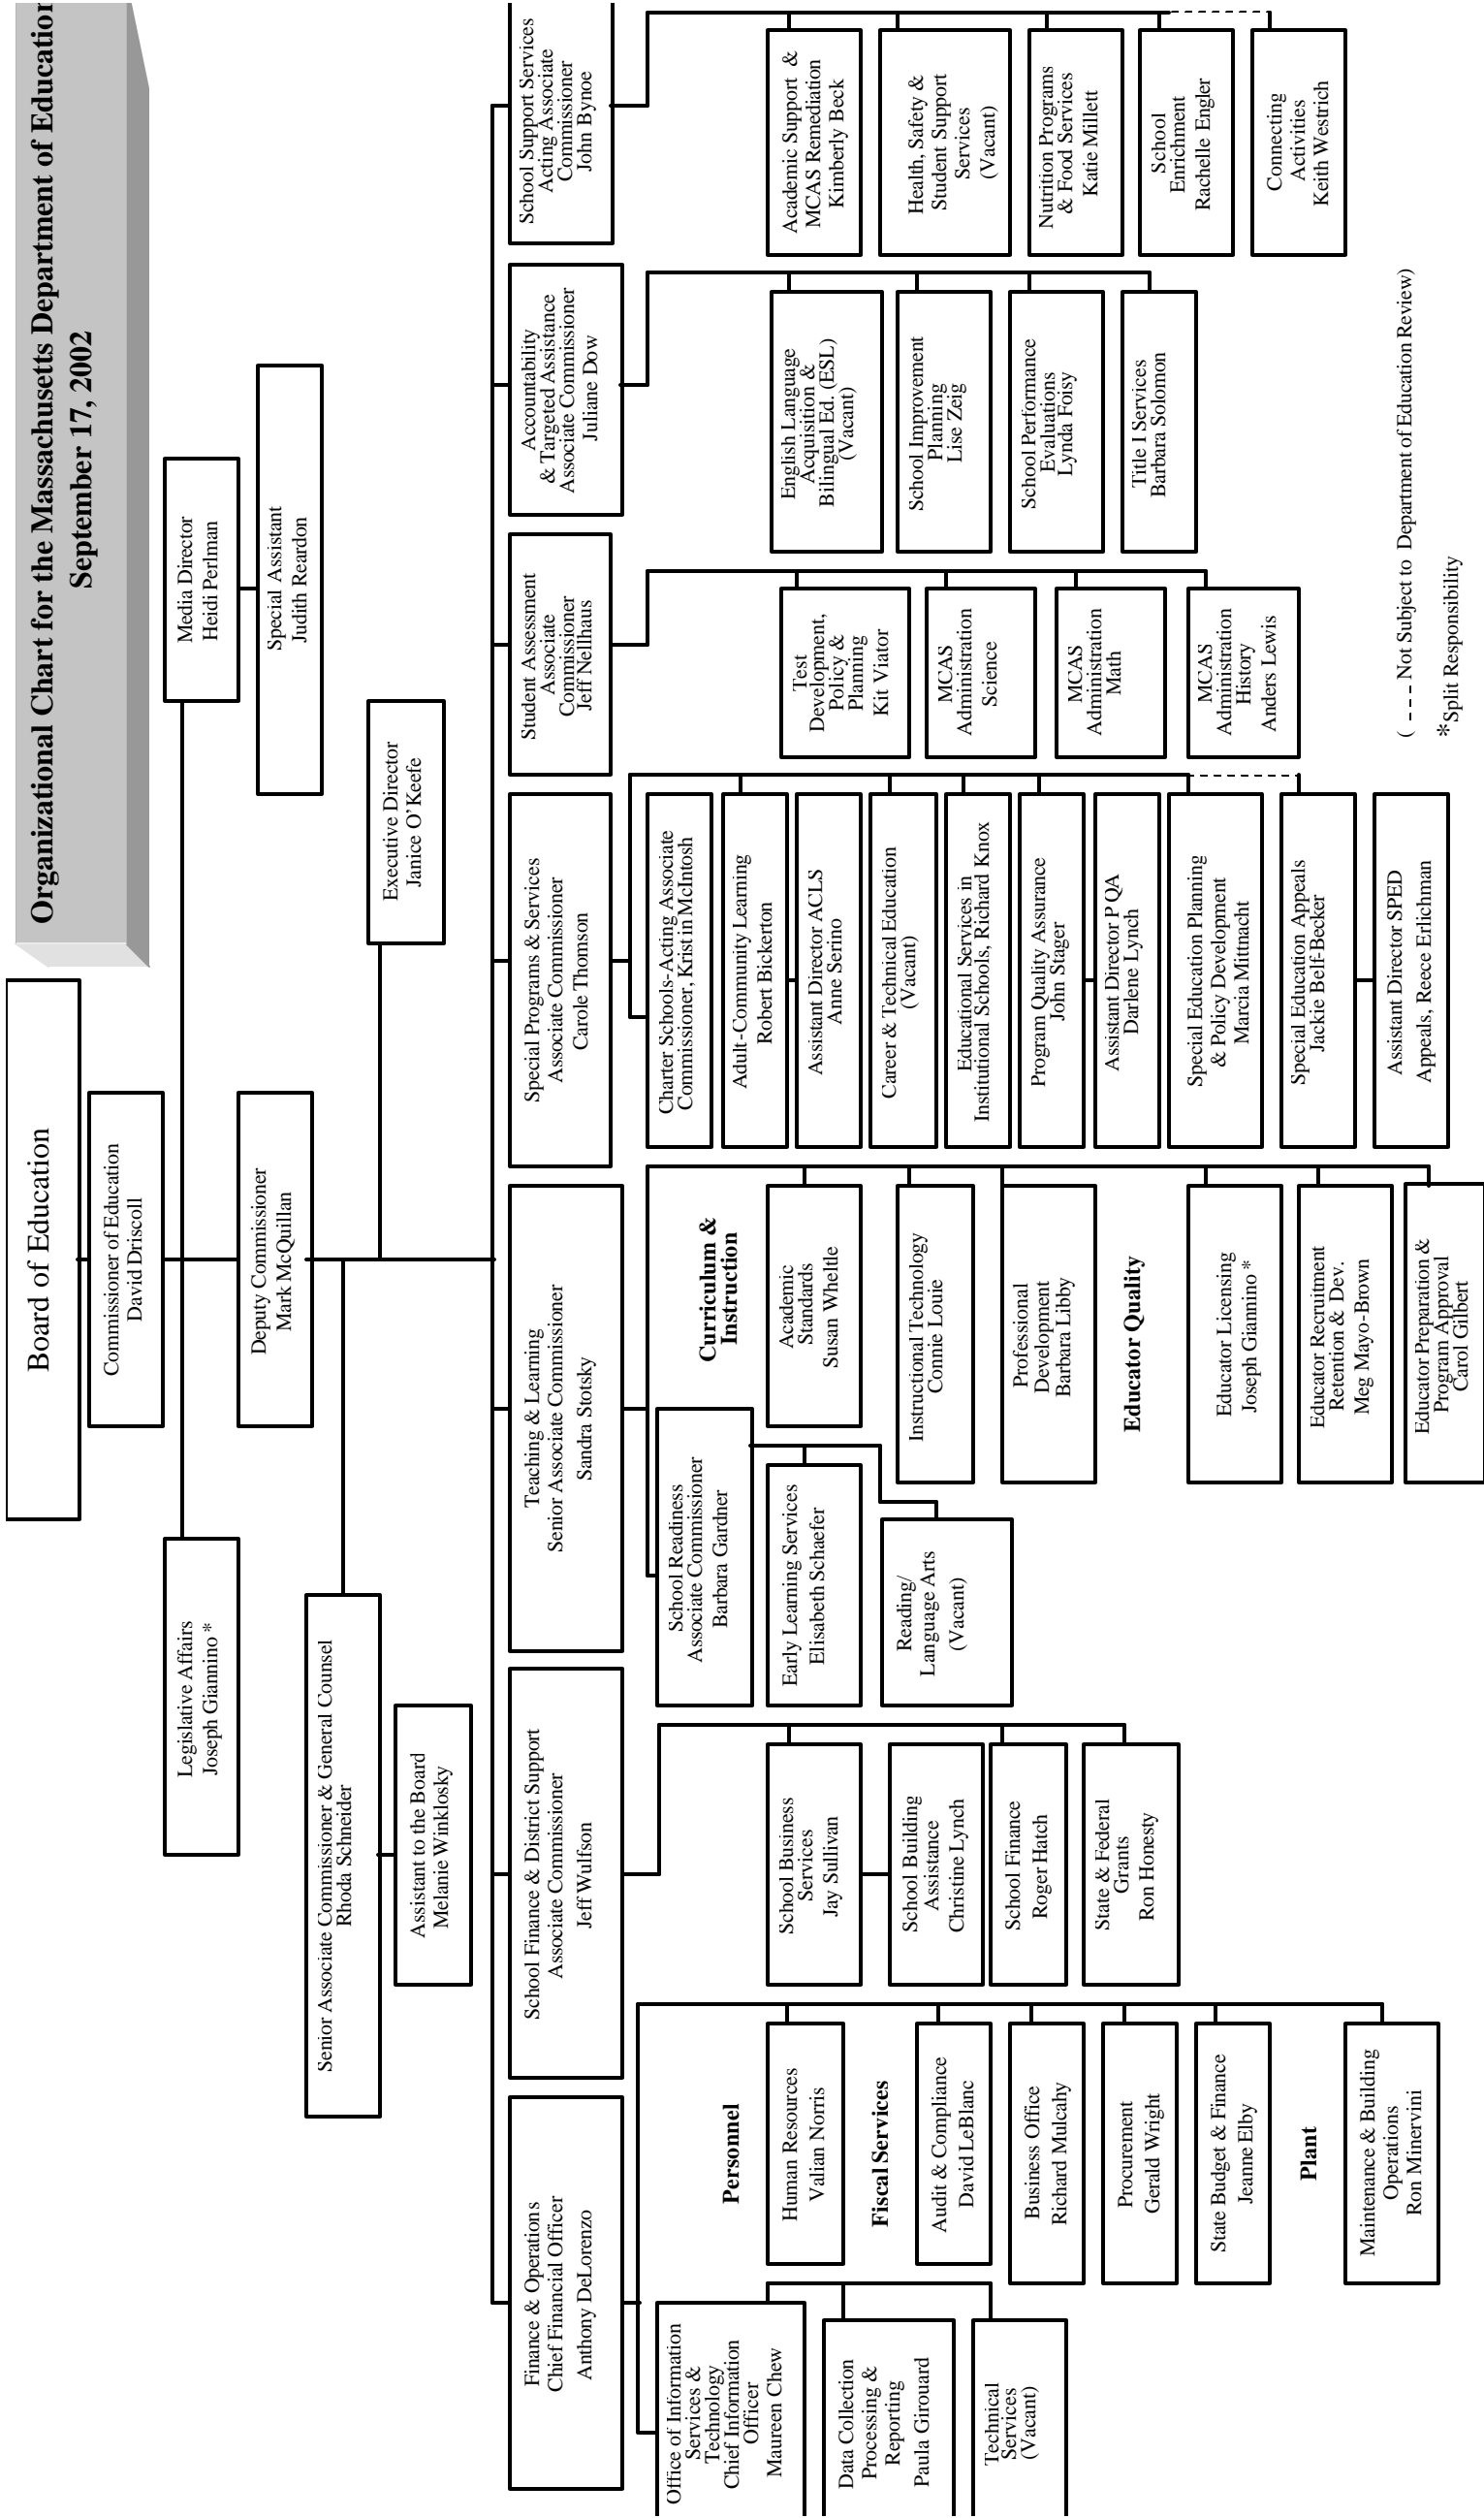 Organizational Chart for the Massachusetts Department of Education
September 17, 2002
Board of Education
Commissioner of Education
David Driscoll
Legislative Affairs
Joseph Giannino *
Media Director
Heidi Perlman
Special Assistant
Judith Reardon
Deputy Commissioner
Mark McQuillan
Senior Associate Commissioner & General Counsel
Rhoda Schneider
Assistant to the Board
Melanie Winklosky
Executive Director
Janice O'Keefe
Finance & Operations
Chief Financial Officer
Anthony DeLorenzo
Office of Information
Services &
Technology
Chief Information
Officer
Maureen Chew
Data Collection
Processing &
Reporting
Paula Girouard
Technical
Services
(Vacant)
Personnel
Human Resources
Valian Norris
Fiscal Services
Audit & Compliance
David LeBlanc
Business Office
Richard Mulcahy
Procurement
Gerald Wright
State Budget & Finance
Jeanne Elby
Plant
Maintenance & Building
Operations
Ron Minervini
School Finance & District Support
Associate Commissioner
Jeff Wulfson
School Business
Services
Jay Sullivan
School Building
Assistance
Christine Lynch
School Finance
Roger Hatch
State & Federal
Grants
Ron Honesty
Teaching & Learning
Senior Associate Commissioner
Sandra Stotsky
School Readiness
Associate Commissioner
Barbara Gardner
Early Learning Services
Elisabeth Schaefer
Reading/
Language Arts
(Vacant)
Curriculum &
Instruction
Academic
Standards
Susan Wheltle
Instructional Technology
Connie Louie
Professional
Development
Barbara Libby
Educator Quality
Educator Licensing
Joseph Giannino *
Educator Recruitment
Retention & Dev.
Meg Mayo-Brown
Educator Preparation &
Program Approval
Carol Gilbert
Special Programs & Services
Associate Commissioner
Carole Thomson
Charter Schools-Acting Associate
Commissioner, Kristin McIntosh
Adult-Community Learning
Robert Bickerton
Assistant Director ACLS
Anne Serino
Career & Technical Education
(Vacant)
Educational Services in
Institutional Schools, Richard Knox
Program Quality Assurance
John Stager
Assistant Director PQA
Darlene Lynch
Special Education Planning
& Policy Development
Marcia Mittnacht
Special Education Appeals
Jackie Belf-Becker
Assistant Director SPED
Appeals, Reece Erlichman
Student Assessment
Associate
Commissioner
Jeff Nellhaus
Test
Development,
Policy &
Planning
Kit Viator
MCAS
Administration
Science
MCAS
Administration
Math
MCAS
Administration
History
Anders Lewis
Accountability
& Targeted Assistance
Associate Commissioner
Juliane Dow
English Language
Acquisition &
Bilingual Ed. (ESL)
(Vacant)
School Improvement
Planning
Lise Zeig
School Performance
Evaluations
Lynda Foisy
Title I Services
Barbara Solomon
School Support Services
Acting Associate
Commissioner
John Bynoe
Academic Support &
MCAS Remediation
Kimberly Beck
Health, Safety &
Student Support
Services
(Vacant)
Nutrition Programs
& Food Services
Katie Millett
School
Enrichment
Rachelle Engler
Connecting
Activities
Keith Westrich
( - - - Not Subject to Department of Education Review)
*Split Responsibility